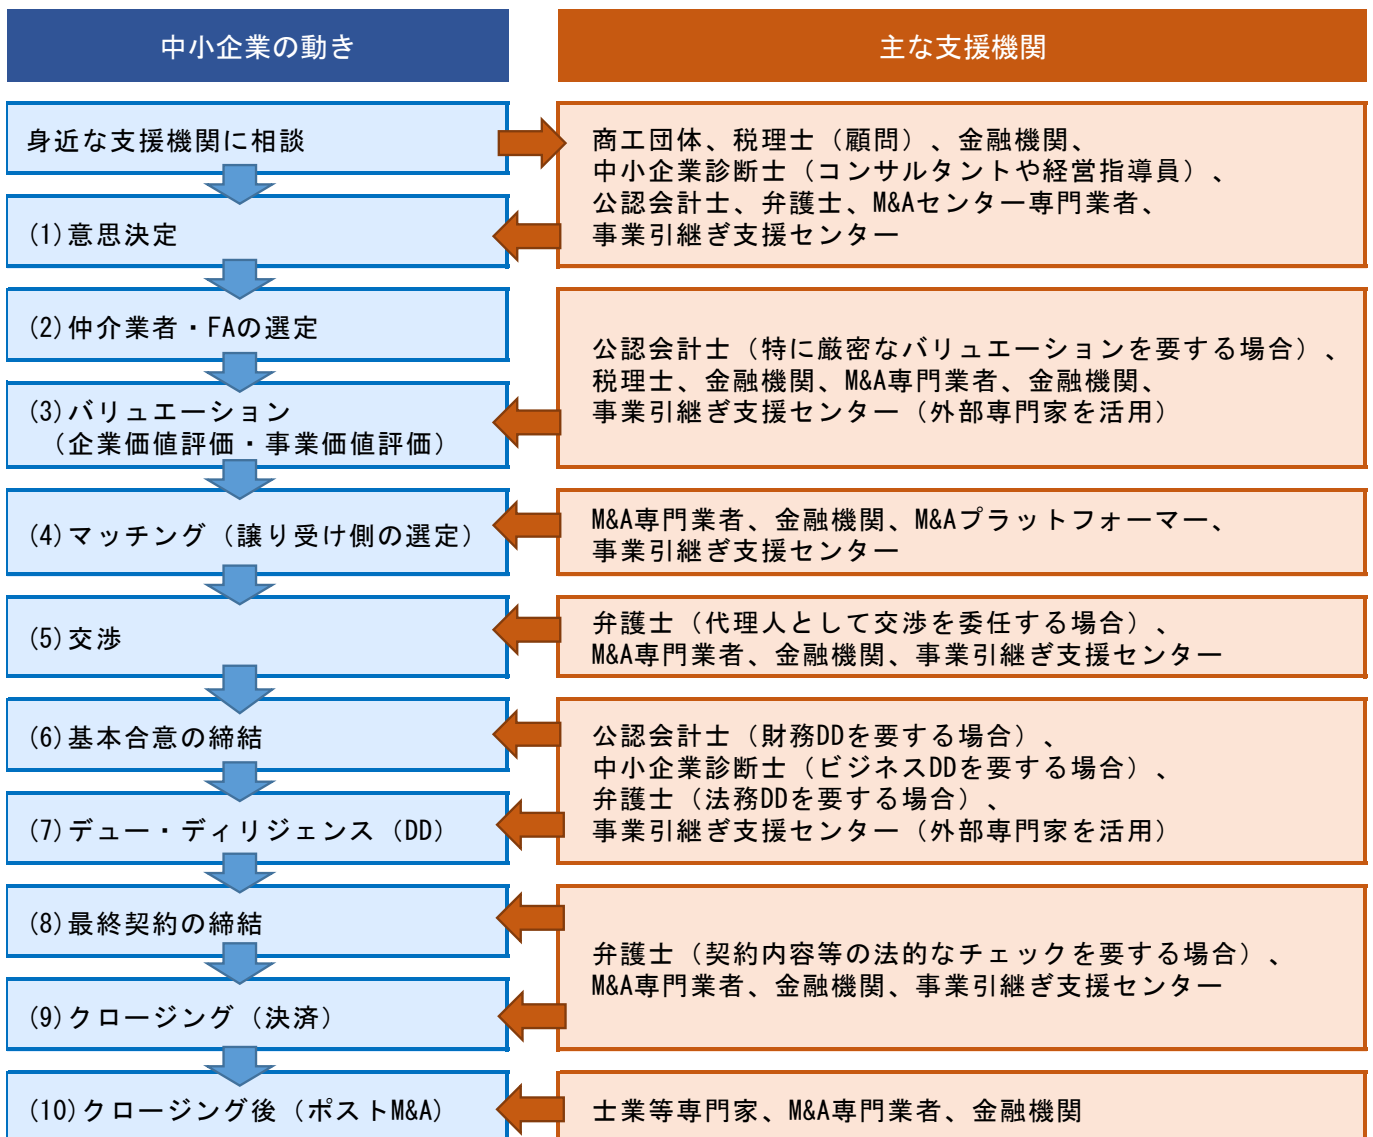 中小企業の動き
主な支援機関
身近な支援機関に相談
商工団体、税理士（顧問）、金融機関、
中小企業診断士（コンサルタントや経営指導員）、
公認会計士、弁護士、M&Aセンター専門業者、
事業引継ぎ支援センター
(1)意思決定
(2)仲介業者・FAの選定
公認会計士（特に厳密なバリュエーションを要する場合）、
税理士、金融機関、M&A専門業者、金融機関、
事業引継ぎ支援センター（外部専門家を活用）
(3)バリュエーション
（企業価値評価・事業価値評価）
(4)マッチング（譲り受け側の選定）
M&A専門業者、金融機関、M&Aプラットフォーマー、
事業引継ぎ支援センター
(5)交渉
弁護士（代理人として交渉を委任する場合）、
M&A専門業者、金融機関、事業引継ぎ支援センター
(6)基本合意の締結
公認会計士（財務DDを要する場合）、
中小企業診断士（ビジネスDDを要する場合）、
弁護士（法務DDを要する場合）、
事業引継ぎ支援センター（外部専門家を活用）
(7)デュー・ディリジェンス（DD）
(8)最終契約の締結
弁護士（契約内容等の法的なチェックを要する場合）、
M&A専門業者、金融機関、事業引継ぎ支援センター
(9)クロージング（決済）
(10)クロージング後（ポストM&A）
士業等専門家、M&A専門業者、金融機関